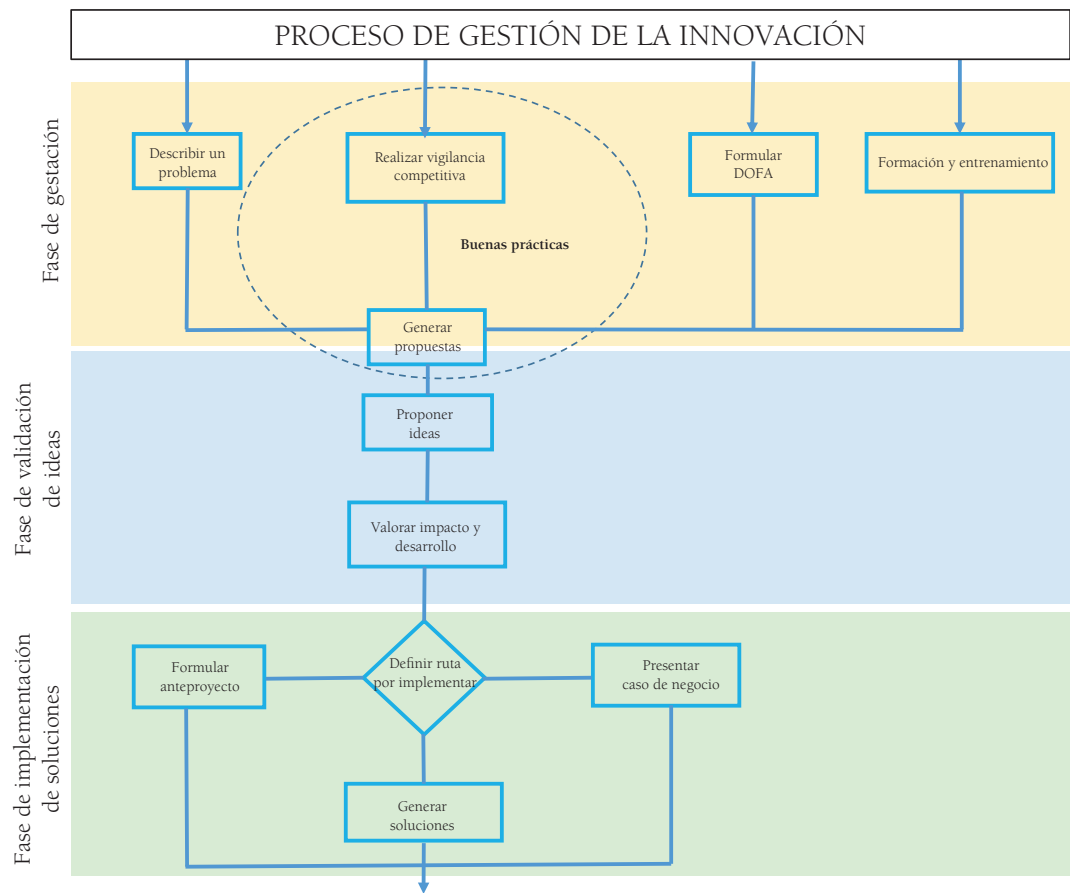 PROCESO DE GESTIÓN DE LA INNOVACIÓN
Fase de gestación
Describir un
problema
Realizar vigilancia
competitiva
Formular
DOFA
Formación y entrenamiento
Buenas prácticas
Generar
propuestas
Fase de validación
de ideas
Proponer
ideas
Valorar impacto y
desarrollo
Fase de implementación
de soluciones
Formular
anteproyecto
Definir ruta
por implementar
Presentar
caso de negocio
Generar
soluciones